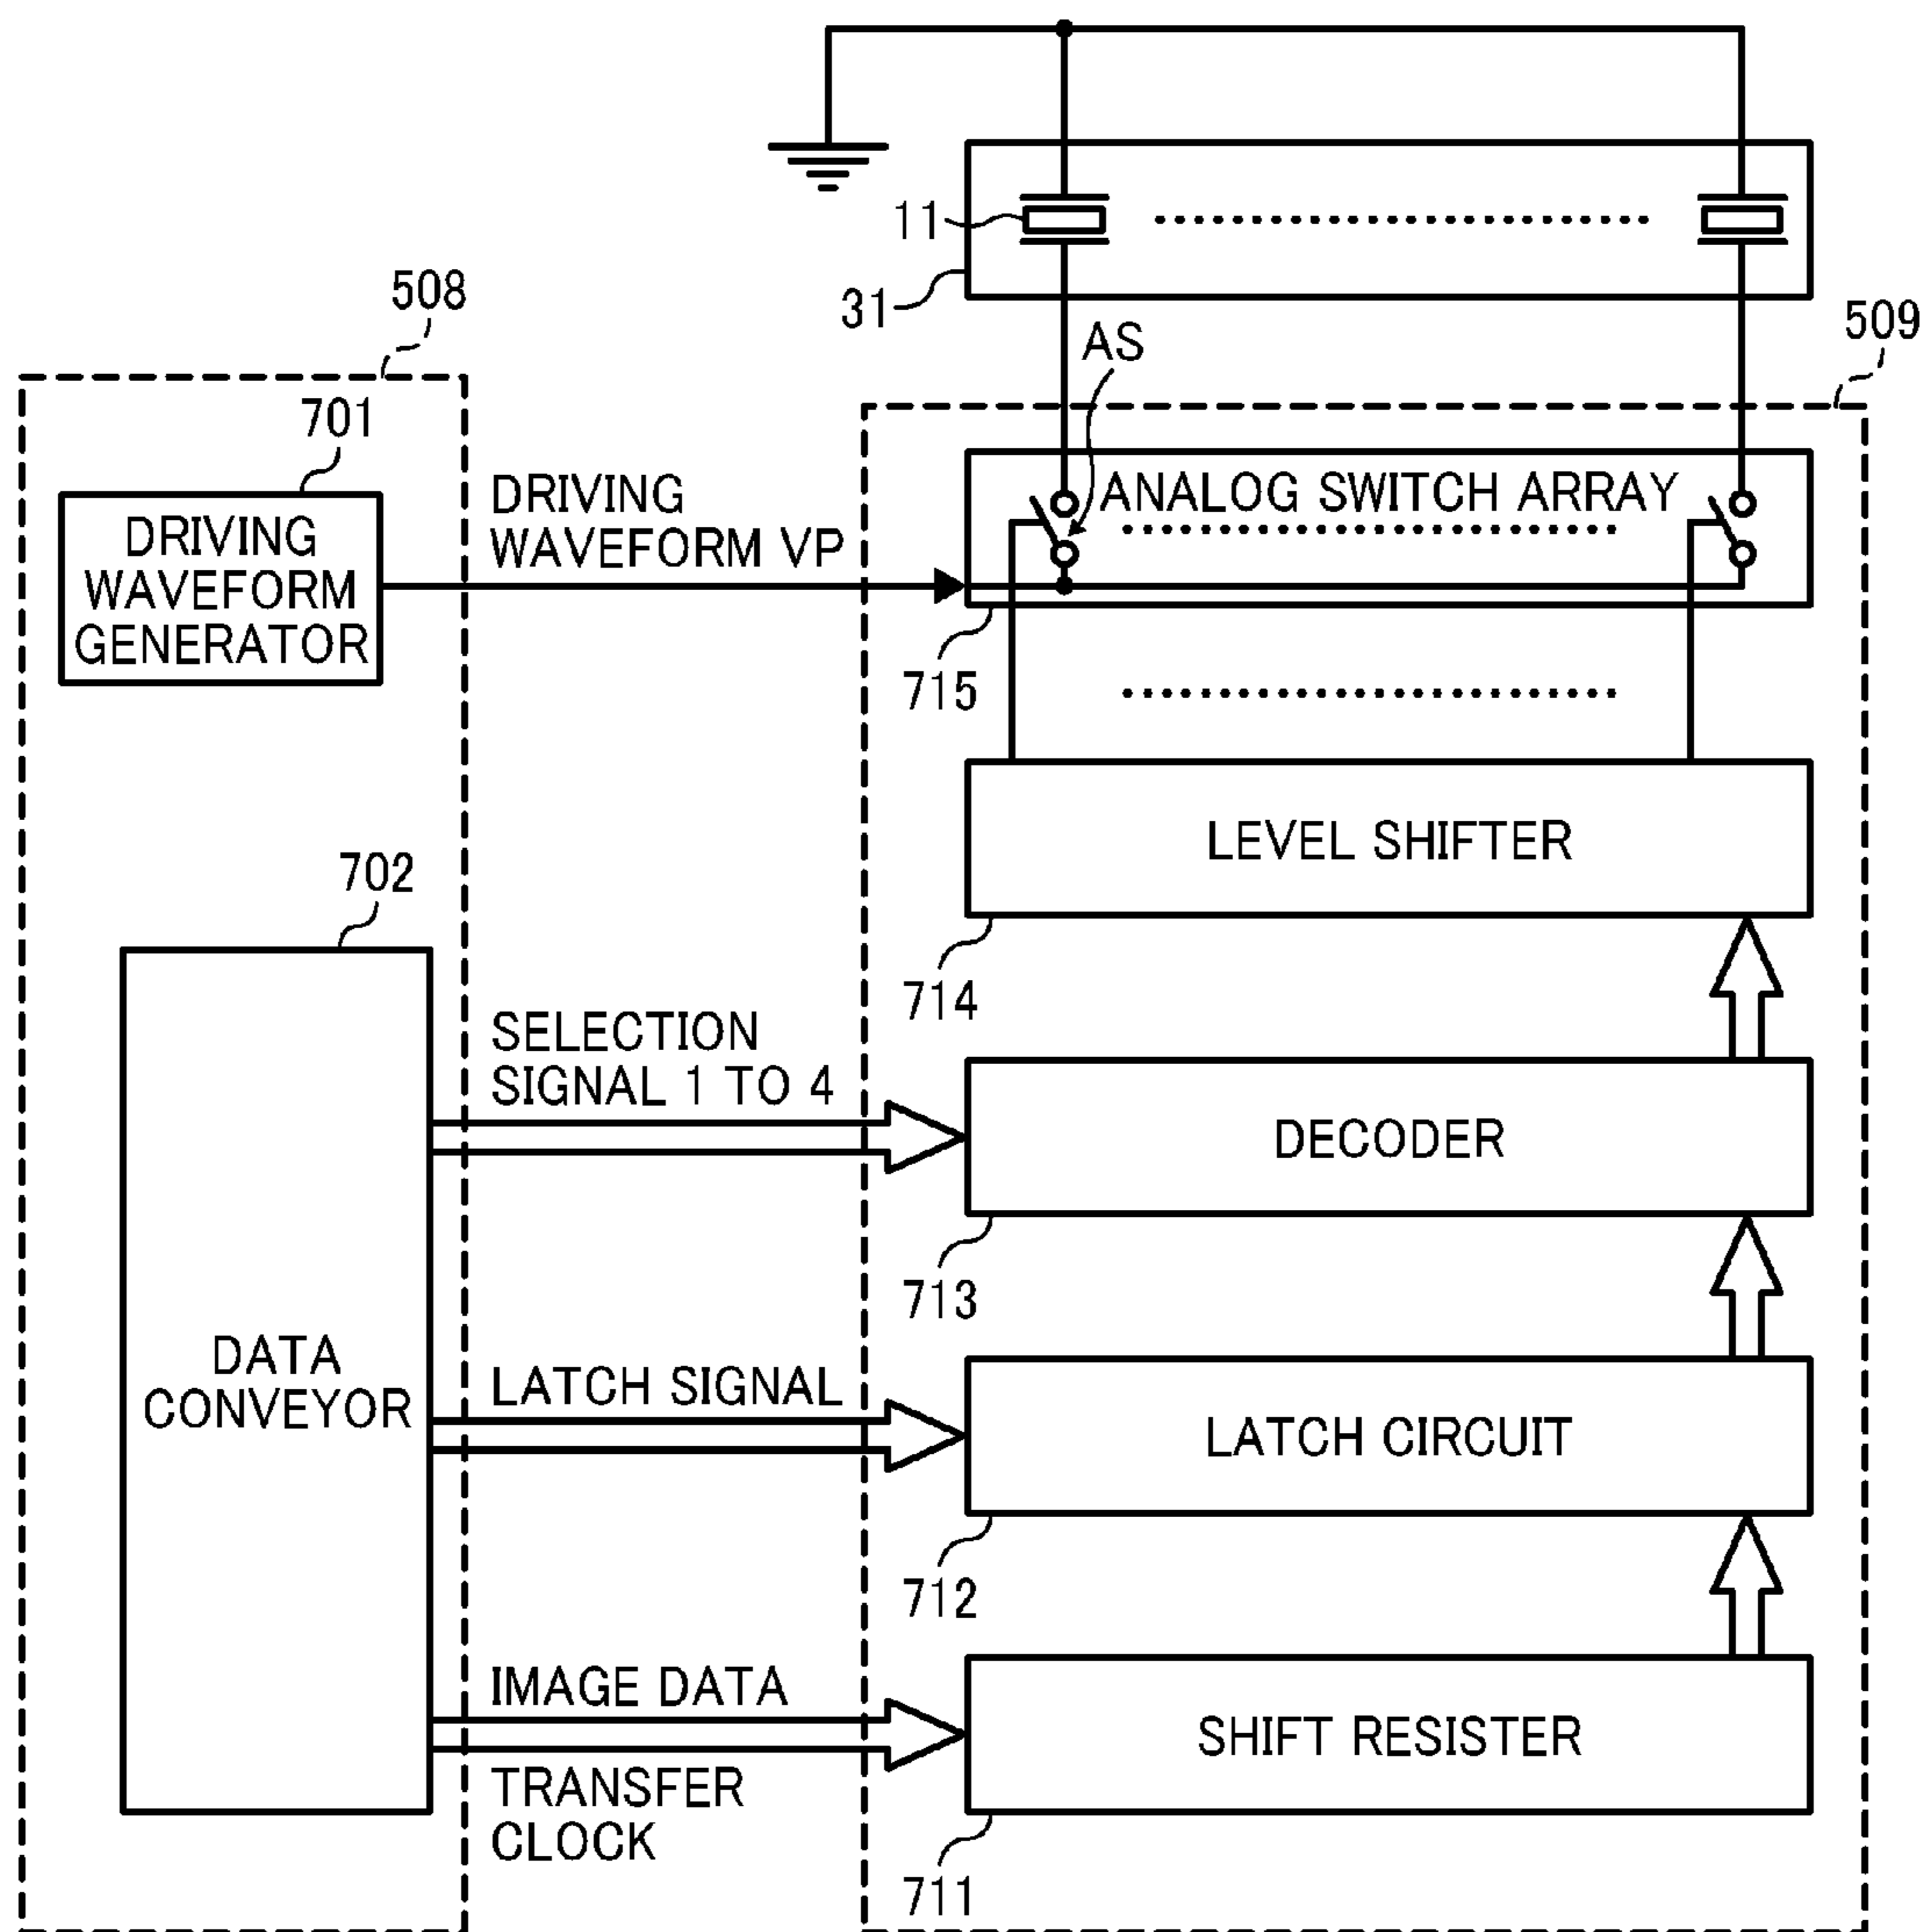 11
31
508
509
AS
701
DRIVING
WAVEFORM
GENERATOR
DRIVING
WAVEFORM VP
ANALOG SWITCH ARRAY
715
LEVEL SHIFTER
714
702
DATA
CONVEYOR
SELECTION
SIGNAL 1 TO 4
DECODER
713
LATCH SIGNAL
LATCH CIRCUIT
712
IMAGE DATA
TRANSFER
CLOCK
SHIFT RESISTER
711